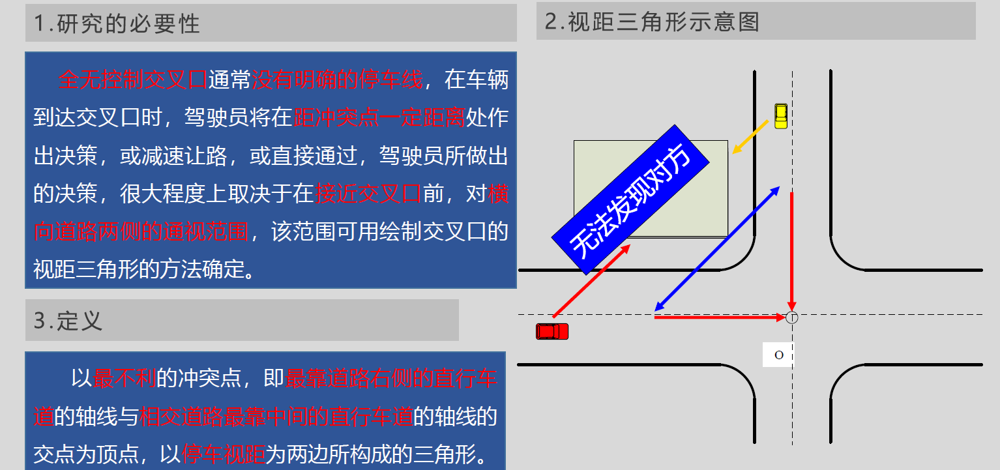 1.研究的必要性
全无控制交叉口通常没有明确的停车线，在车辆
到达交叉口时，驾驶员将在距冲突点一定距离处作
出决策，或减速让路，或直接通过，驾驶员所做出
的决策，很大程度上取决于在接近交叉口前，对横
向道路两侧的通视范围，该范围可用绘制交叉口的
视距三角形的方法确定。
2.视距三角形示意图
无法发现对方
O
3.定义
以最不利的冲突点，即最靠道路右侧的直行车
道的轴线与相交道路最靠中间的直行车道的轴线的
交点为顶点，以停车视距为两边所构成的三角形。